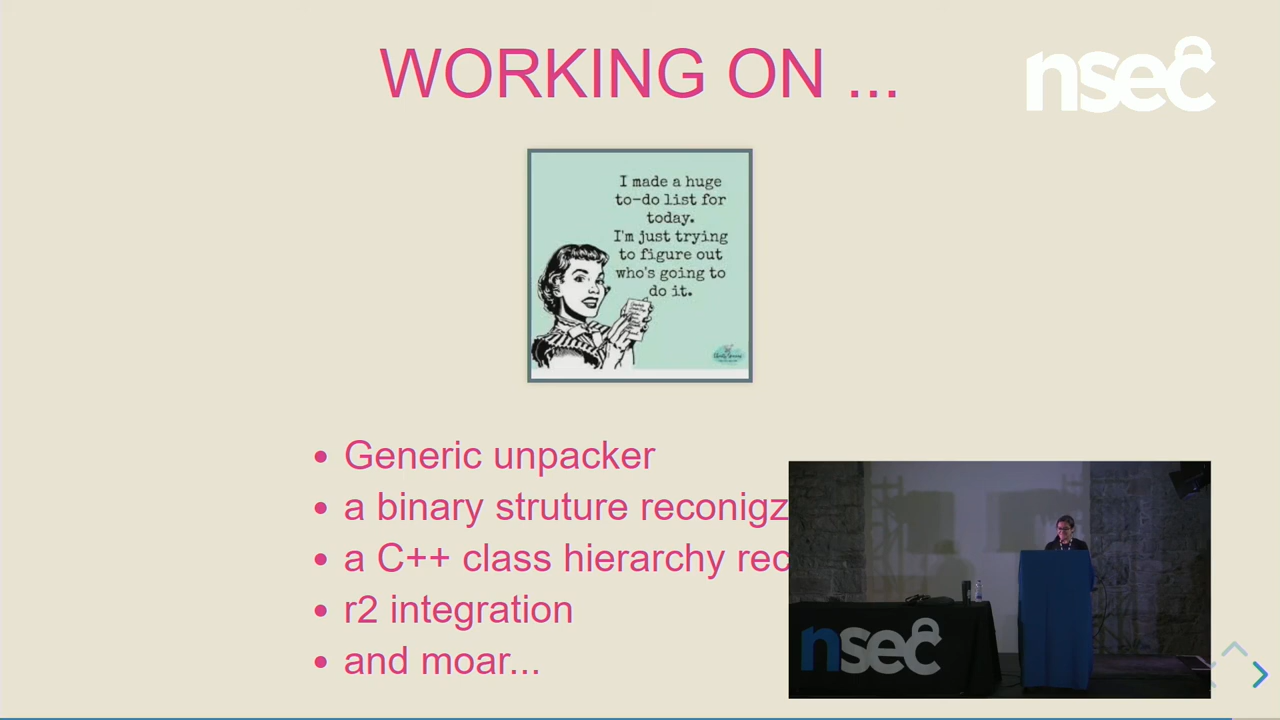 WORKING ON ...
nsec
I made a huge
to-do list for
today.
I'm just trying
to figure out
who's going to
do it.
Generic unpacker
a binary struture reconigz
a C++ class hierarchy rec
r2 integration
and moar...
nsec